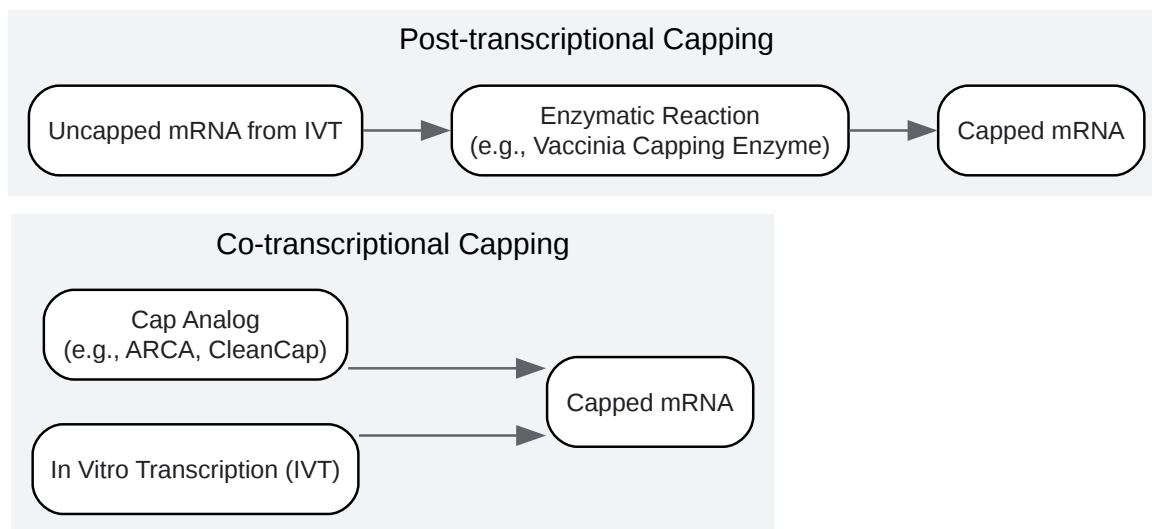 Post-transcriptional Capping
Uncapped mRNA from IVT
Enzymatic Reaction
(e.g., Vaccinia Capping Enzyme)
Capped mRNA
Co-transcriptional Capping
Cap Analog
(e.g., ARCA, CleanCap)
Capped mRNA
In Vitro Transcription (IVT)